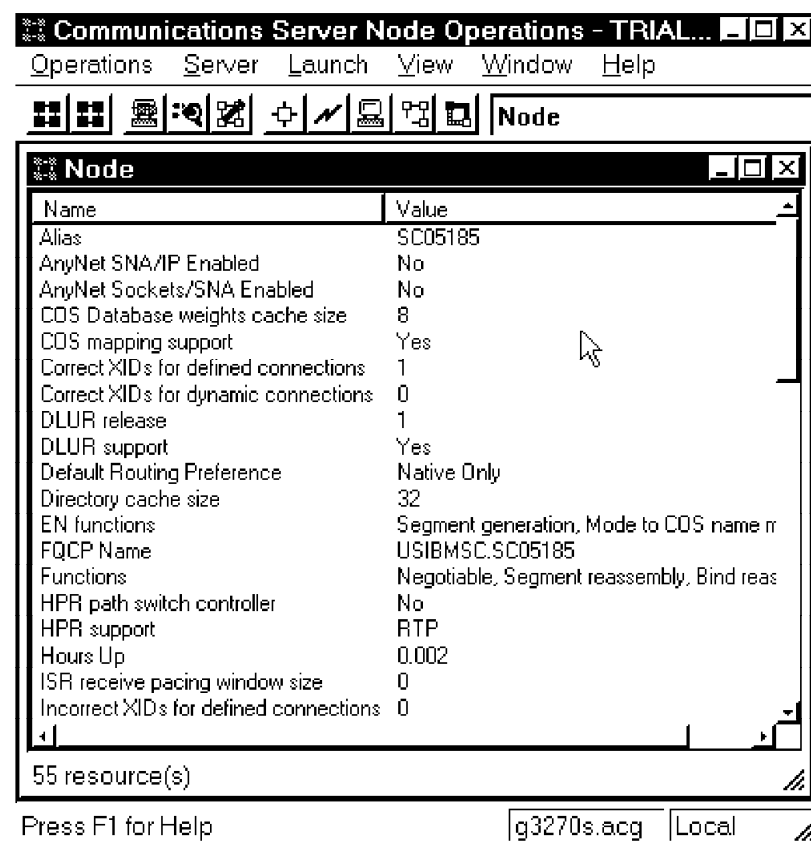 Communications Server Node Operations - TRIAL...
Operations Server Launch View Window Help
Node
Node
Name Value
Alias SC05185
AnyNet SNA/IP Enabled No
AnyNet Sockets/SNA Enabled No
COS Database weights cache size 8
COS mapping support Yes
Correct XIDs for defined connections 1
Correct XIDs for dynamic connections 0
DLUR release 1
DLUR support Yes
Default Routing Preference Native Only
Directory cache size 32
EN functions Segment generation, Mode to COS name m
FQCP Name USIBMSC.SC05185
Functions Negotiable, Segment reassembly, Bind reas
HPR path switch controller No
HPR support RTP
Hours Up 0.002
ISR receive pacing window size 0
Incorrect XIDs for defined connections 0
55 resource(s)
Press F1 for Help g3270s.acg Local